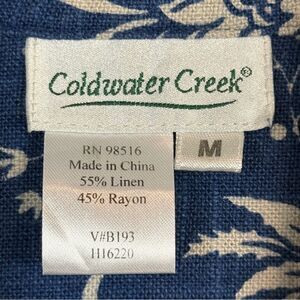 Coldwater Creek®
M
RN 98516
Made in China
55% Linen
45% Rayon
V#B193
H16220